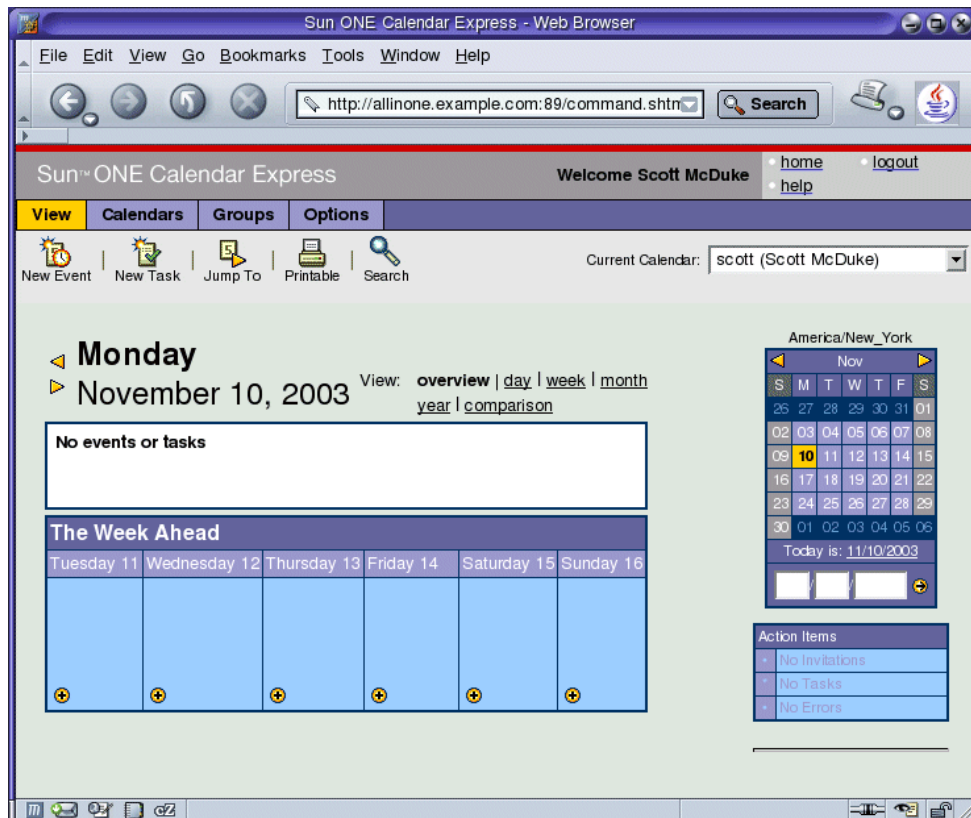 Sun ONE Calendar Express - Web Browser
File Edit View Go Bookmarks Tools Window Help
http://allinone.example.com:89/command.shtm
Search
Sun™ ONE Calendar Express
Welcome Scott McDuke
home
logout
help
View Calendars Groups Options
New Event | New Task | Jump To | Printable | Search
Current Calendar: scott (Scott McDuke)
Monday
November 10, 2003
View: overview | day | week | month
year | comparison
No events or tasks
The Week Ahead
Tuesday 11 Wednesday 12 Thursday 13 Friday 14 Saturday 15 Sunday 16
America/New_York
Nov
S M T W T F S
26 27 28 29 30 31 01
02 03 04 05 06 07 08
09 10 11 12 13 14 15
16 17 18 19 20 21 22
23 24 25 26 27 28 29
30 01 02 03 04 05 06
Today is: 11/10/2003
/ /
Action Items
No Invitations
No Tasks
No Errors